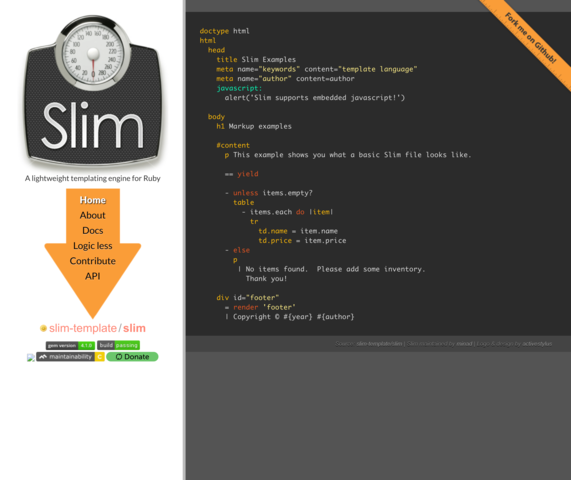 Slim
A lightweight templating engine for Ruby
Home
About
Docs
Logic less
Contribute
API
slim-template/slim
gem version 4.1.0 build passing
maintainability C Donate
Fork me on Github!
doctype html
html
  head
    title Slim Examples
    meta name="keywords" content="template language"
    meta name="author" content=author
    javascript:
      alert('Slim supports embedded javascript!')
  body
    h1 Markup examples
    #content
      p This example shows you what a basic Slim file looks like.
      == yield
      - unless items.empty?
        table
          - items.each do |item|
            tr
              td.name = item.name
              td.price = item.price
      - else
        p
         | No items found.  Please add some inventory.
           Thank you!
    div id="footer"
      = render 'footer'
      | Copyright © #{year} #{author}